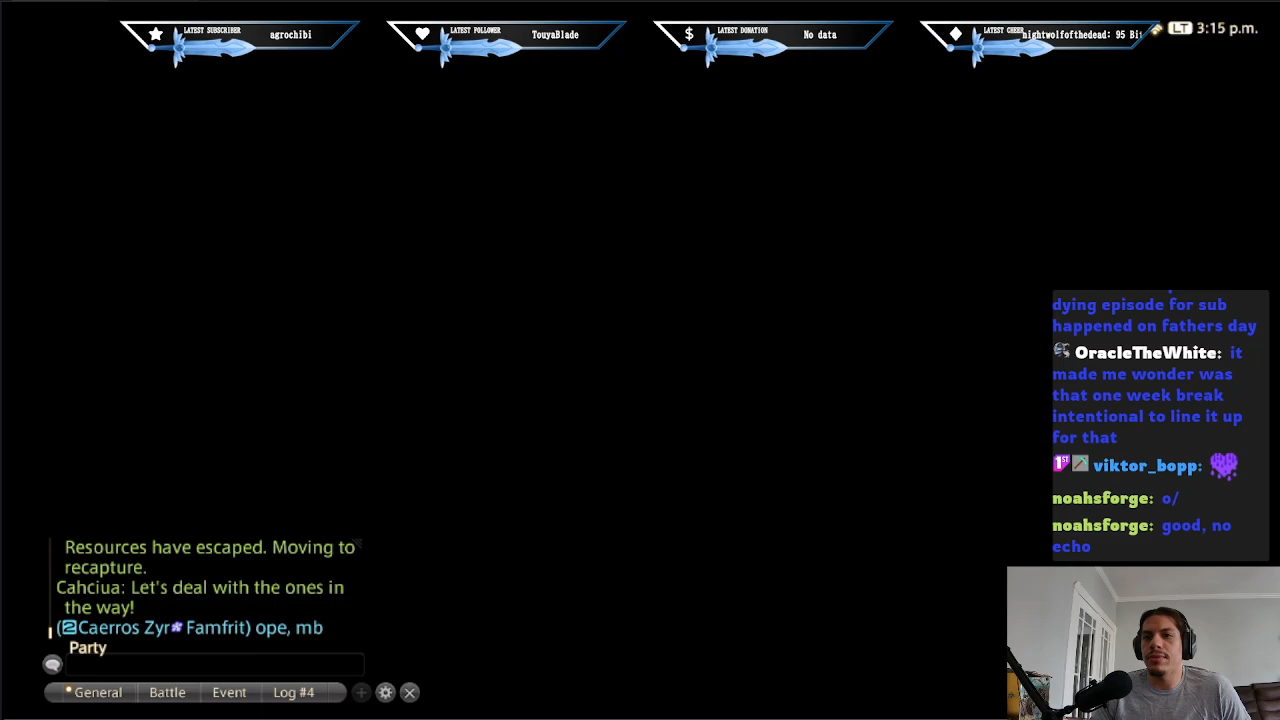 LATEST SUBSCRIBER agrochibi
LATEST FOLLOWER TouyaBlade
$ LATEST DONATION No data
LATEST CHEER nightwolfofthedead: 95 Bit
LT 3:15 p.m.
dying episode for sub
happened on fathers day
OracleTheWhite: it
made me wonder was
that one week break
intentional to line it up
for that
1ST viktor_bopp:
noahsforge: o/
noahsforge: good, no
echo
Resources have escaped. Moving to
recapture.
Cahciua: Let's deal with the ones in
the way!
(2Caerros Zyr Famfrit) ope, mb
Party
General Battle Event Log #4